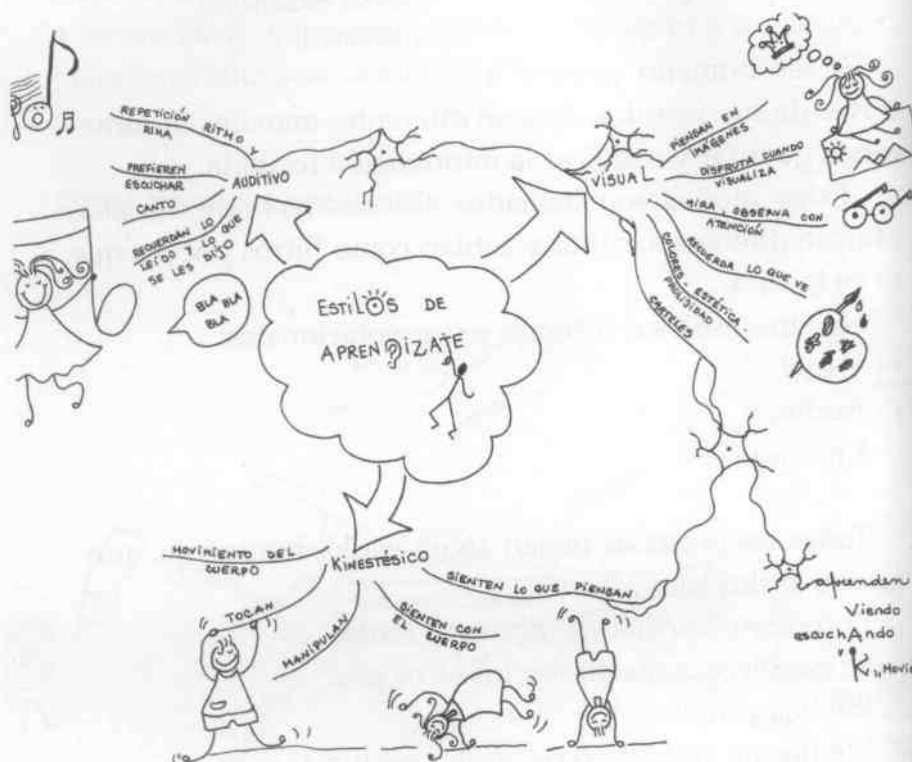 ESTILOS DE
APRENDIZAJE
AUDITIVO
REPETICIÓN RITMO Y
RIMA
PREFIEREN
ESCUCHAR
CANTO
RECUERDAN LO
LEÍDO Y LO QUE
SE LES DIJO
BLA
BLA BLA
BLA
VISUAL
PIENSAN EN
IMÁGENES
DISFRUTA CUANDO
VISUALIZA
MIRA, OBSERVA CON
ATENCIÓN
RECUERDA LO QUE VE
COLORES, ESTÉTICA
PROLIJIDAD
CARTELES
KINESTÉSICO
MOVIMIENTO DEL
CUERPO
TOCAN
MANIPULAN
SIENTEN CON
EL CUERPO
SIENTEN LO QUE PIENSAN
aprenden
Viendo
escuchAndo
K